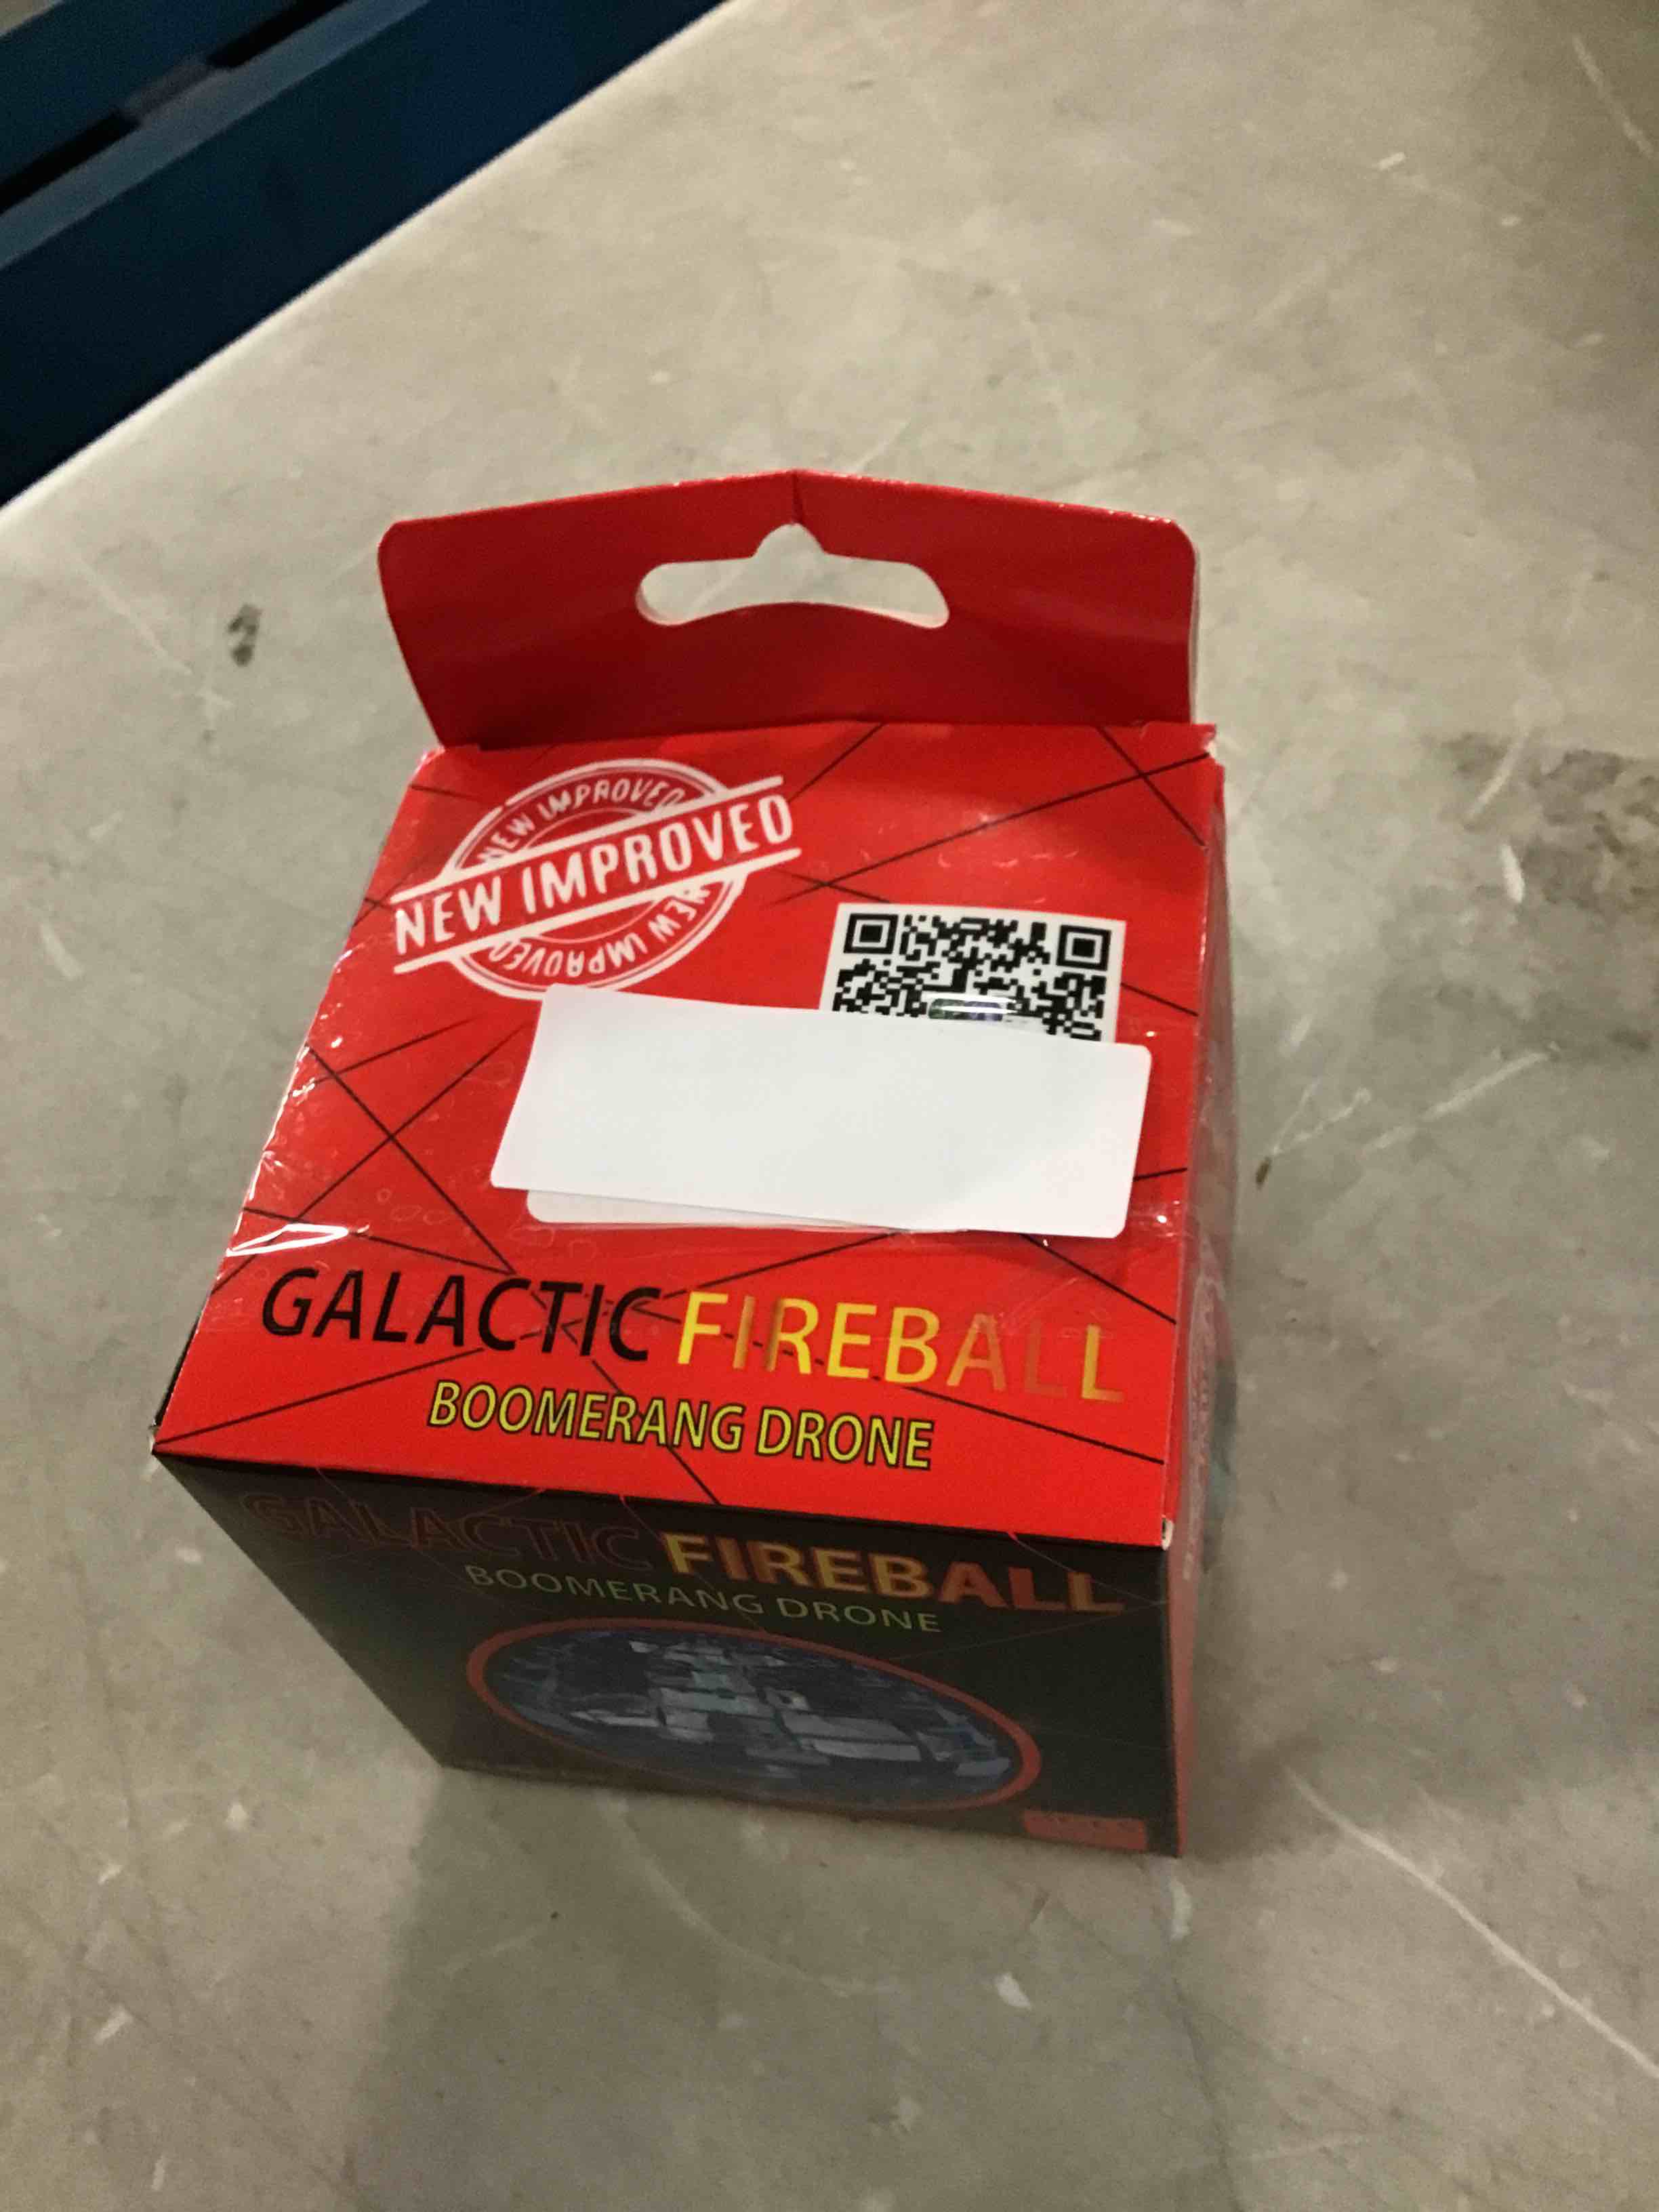 NEW IMPROVED
NEW IMPROVED
NEW IMPROVED
GALACTIC FIREBALL
BOOMERANG DRONE
GALACTIC FIREBALL
BOOMERANG DRONE